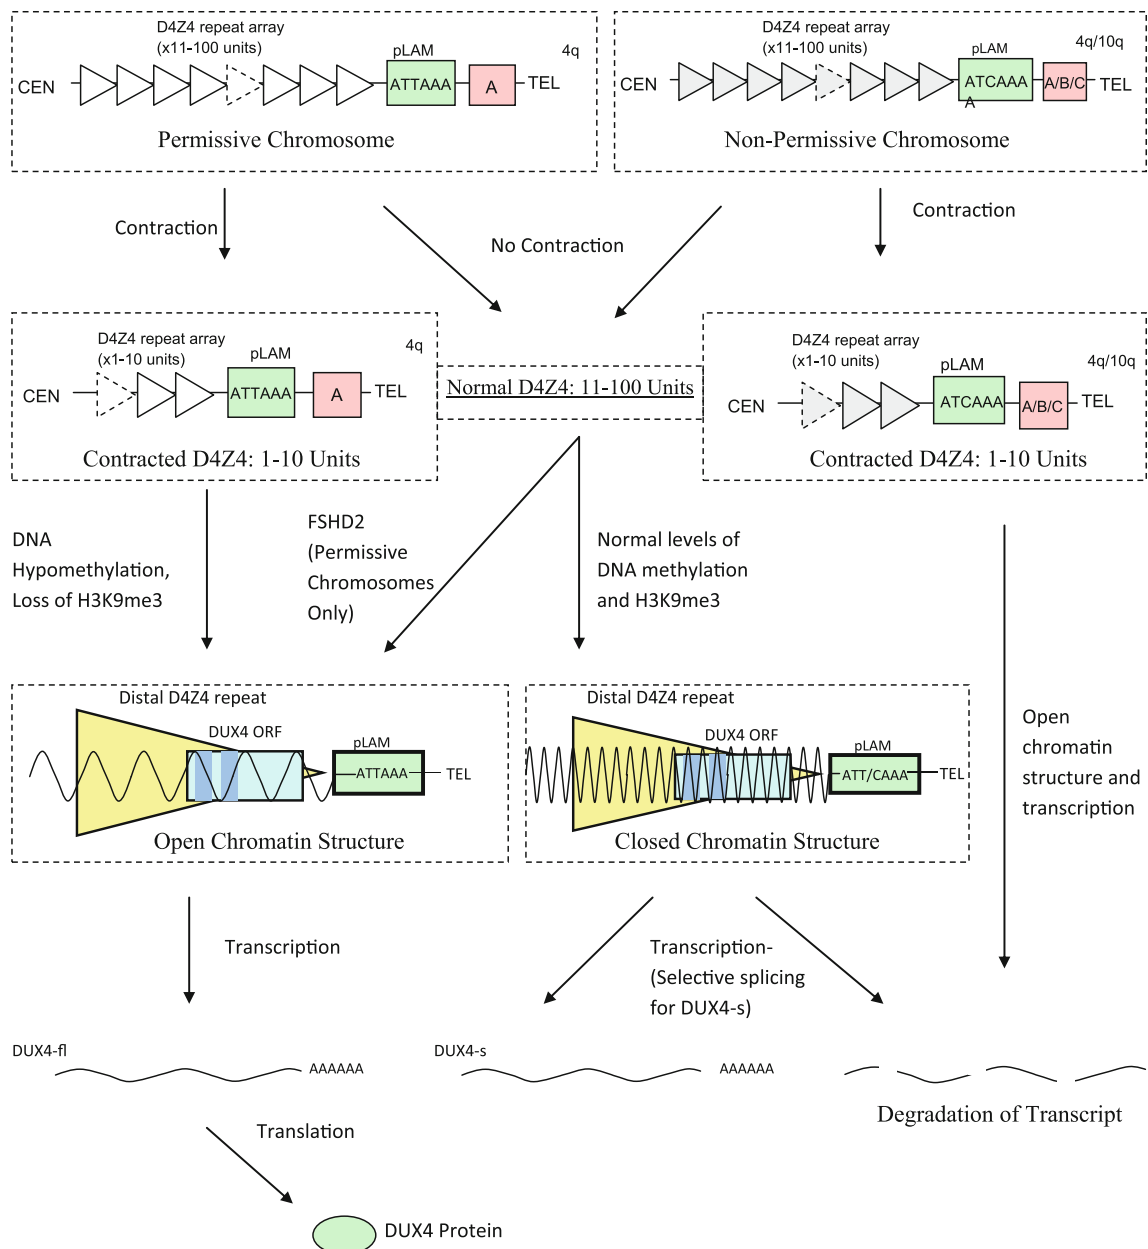 D4Z4 repeat array
(x11-100 units)
pLAM
4q
CEN
ATTAAA
A
TEL
Permissive Chromosome
D4Z4 repeat array
(x11-100 units)
pLAM
4q/10q
CEN
ATCAAA
A
A/B/C
TEL
Non-Permissive Chromosome
Contraction
No Contraction
Contraction
D4Z4 repeat array
(x1-10 units)
pLAM
4q
CEN
ATTAAA
A
TEL
Contracted D4Z4: 1-10 Units
Normal D4Z4: 11-100 Units
D4Z4 repeat array
(x1-10 units)
pLAM
4q/10q
CEN
ATCAAA
A/B/C
TEL
Contracted D4Z4: 1-10 Units
DNA
Hypomethylation,
Loss of H3K9me3
FSHD2
(Permissive
Chromosomes
Only)
Normal levels of
DNA methylation
and H3K9me3
Open
chromatin
structure and
transcription
Distal D4Z4 repeat
DUX4 ORF
pLAM
ATTAAA
TEL
Open Chromatin Structure
Distal D4Z4 repeat
DUX4 ORF
pLAM
ATT/CAAA
TEL
Closed Chromatin Structure
Transcription
Transcription-
(Selective splicing
for DUX4-s)
DUX4-fl
AAAAAA
DUX4-s
AAAAAA
Degradation of Transcript
Translation
DUX4 Protein